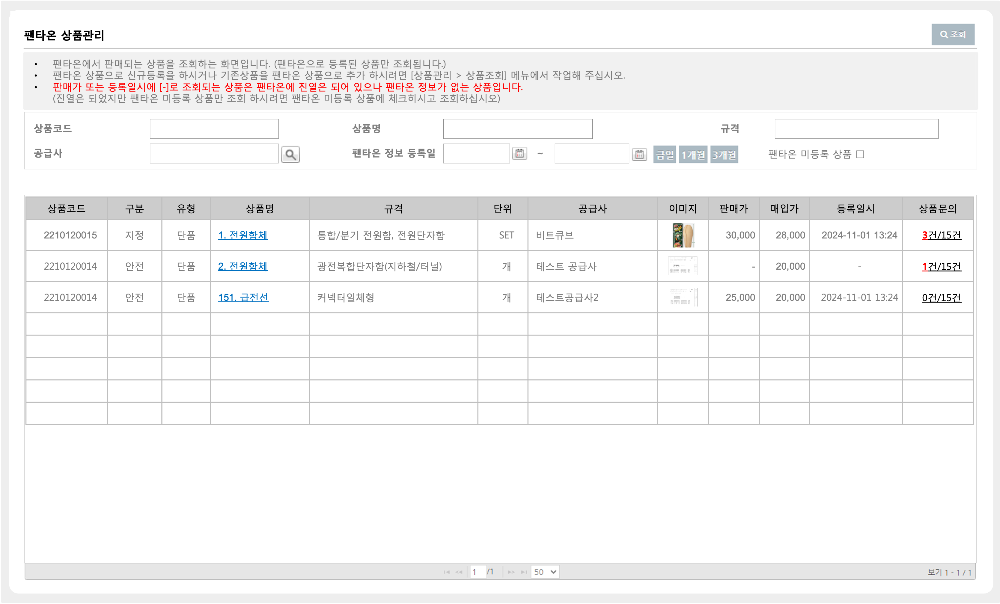 팬타온 상품관리
조회
• 팬타온에서 판매되는 상품을 조회하는 화면입니다. (팬타온으로 등록된 상품만 조회됩니다.)
• 팬타온 상품으로 신규등록을 하시거나 기존상품을 팬타온 상품으로 추가 하시려면 [상품관리 > 상품조회] 메뉴에서 작업해 주십시오.
• 판매가 또는 등록일시에 [-]로 조회되는 상품은 팬타온에 진열은 되어 있으나 팬타온 정보가 없는 상품입니다.
(진열은 되었지만 팬타온 미등록 상품만 조회 하시려면 팬타온 미등록 상품에 체크히시고 조회하십시오)
상품코드 상품명 규격
공급사 팬타온 정보 등록일 ~ 금일 1개월 3개월 팬타온 미등록 상품
상품코드 구분 유형 상품명 규격 단위 공급사 이미지 판매가 매입가 등록일시 상품문의
2210120015 지정 단품 1. 전원함체 통합/분기 전원함, 전원단자함 SET 비트큐브 30,000 28,000 2024-11-01 13:24 3건/15건
2210120014 안전 단품 2. 전원함체 광전복합단자함(지하철/터널) 개 테스트 공급사 - 20,000 - 1건/15건
2210120014 안전 단품 151. 급전선 커넥터일체형 개 테스트공급사2 25,000 20,000 2024-11-01 13:24 0건/15건
1 /1 50 보기 1 - 1 / 1